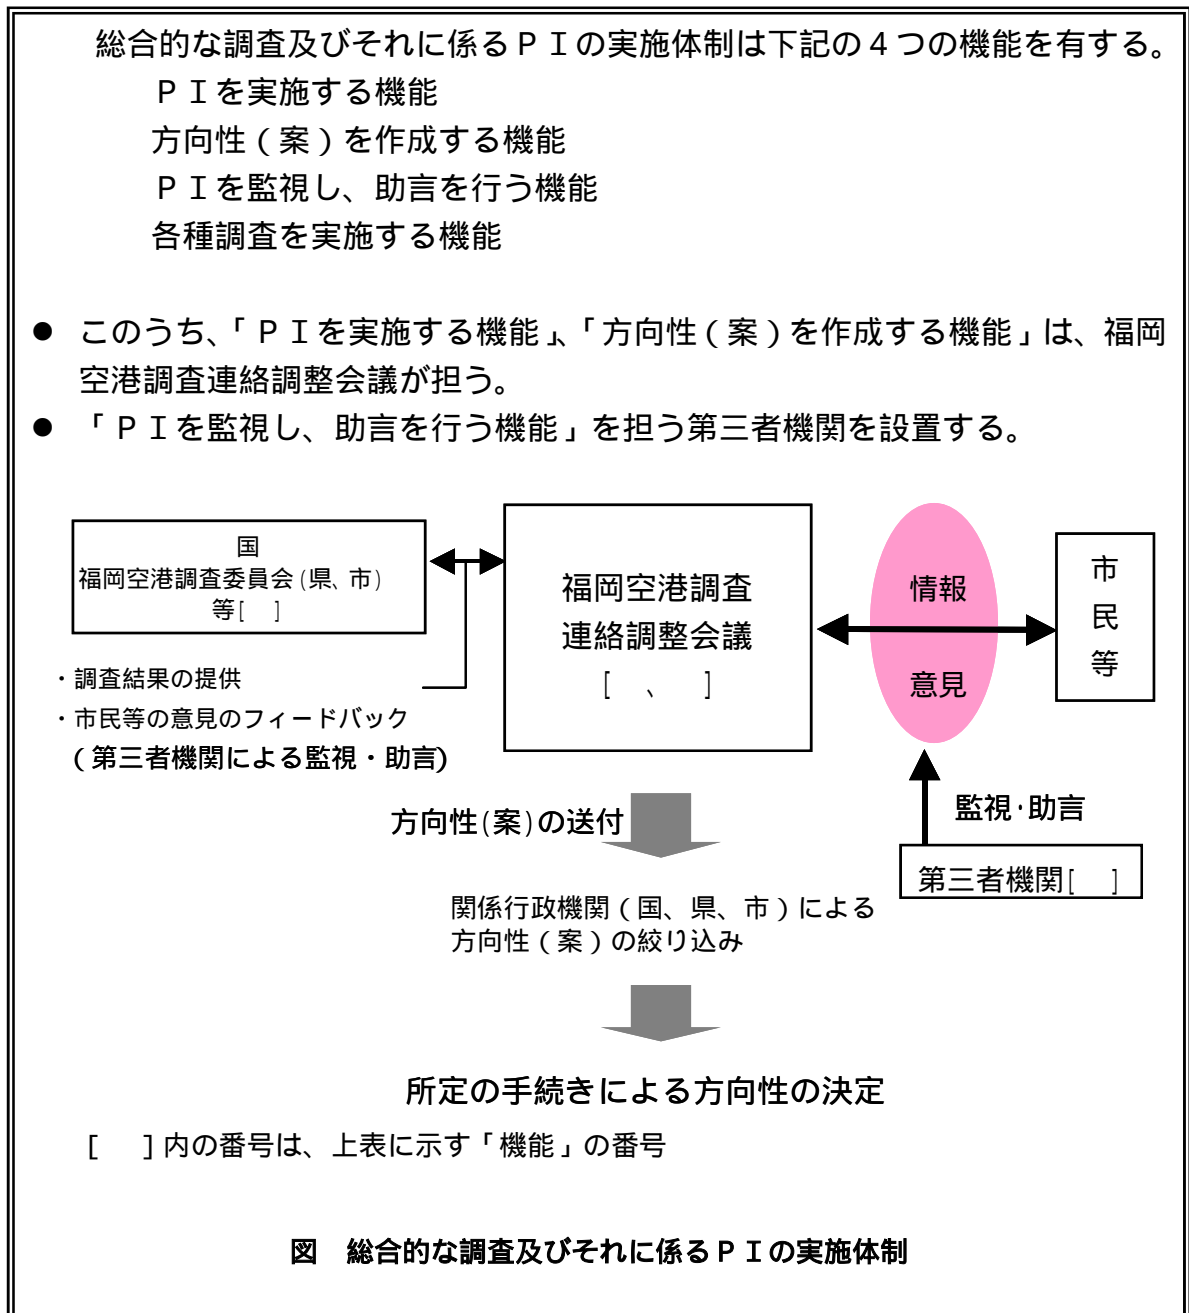 総合的な調査及びそれに係るＰＩの実施体制は下記の４つの機能を有する。
ＰＩを実施する機能
方向性（案）を作成する機能
ＰＩを監視し、助言を行う機能
各種調査を実施する機能
● このうち、「ＰＩを実施する機能」、「方向性（案）を作成する機能」は、福岡
空港調査連絡調整会議が担う。
● 「ＰＩを監視し、助言を行う機能」を担う第三者機関を設置する。
国
福岡空港調査委員会(県、市)
等[　]
・調査結果の提供
・市民等の意見のフィードバック
(第三者機関による監視・助言)
福岡空港調査
連絡調整会議
[　、　]
情報
意見
市
民
等
監視・助言
第三者機関[　]
方向性(案)の送付
関係行政機関（国、県、市）による
方向性（案）の絞り込み
所定の手続きによる方向性の決定
[　]内の番号は、上表に示す「機能」の番号
図　総合的な調査及びそれに係るＰＩの実施体制